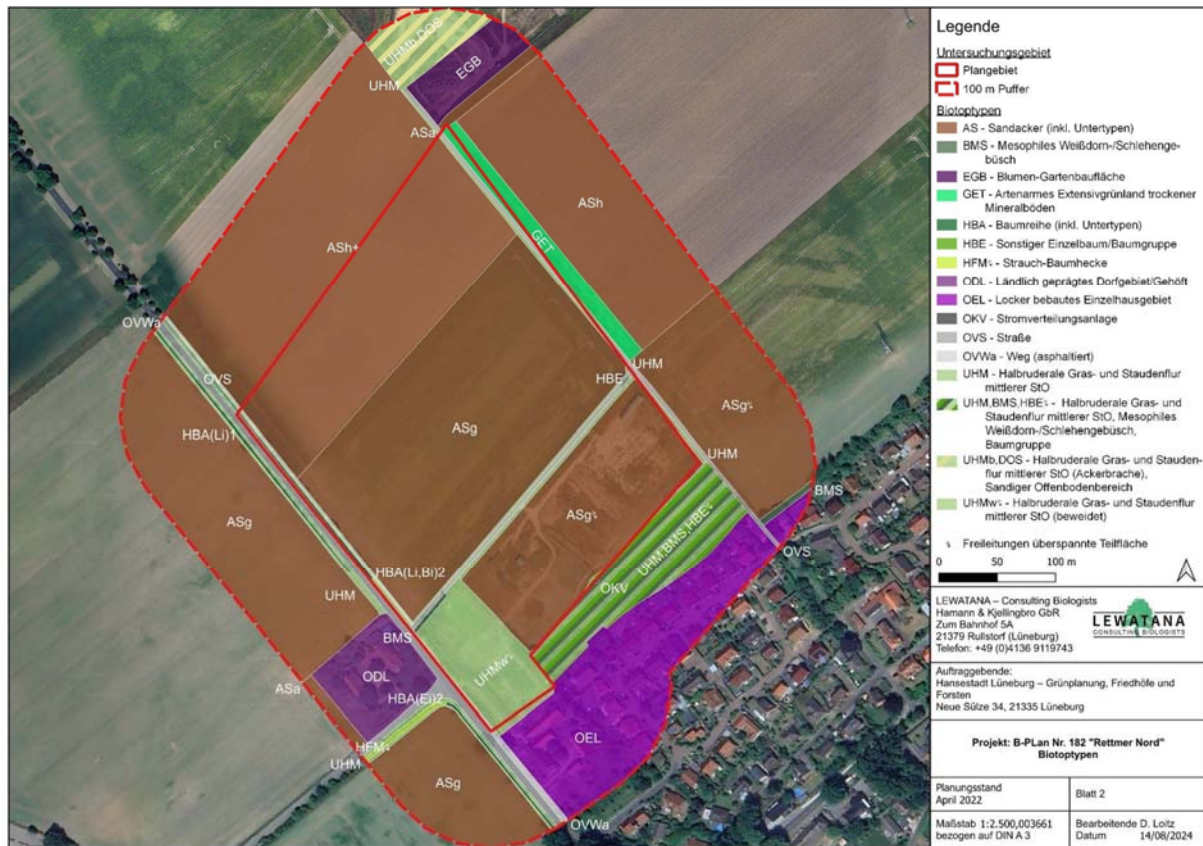 UHMb,DOS
EGB
UHM
ASa
ASh
ASh+
GET
OVWa
OVS
UHM
HBE
HBA(Li)1
ASg
ASg
ASg
UHM
BMS
ASg
UHM,BMS,HBE
OVS
OKV
HBA(Li,Bi)2
UHM
BMS
UHMw
ODL
ASa
HBA(Ei)2
HFM
UHM
OEL
ASg
OVWa
Legende
Untersuchungsgebiet
Plangebiet
100 m Puffer
Biotoptypen
AS - Sandacker (inkl. Untertypen)
BMS - Mesophiles Weißdorn-/Schlehenge-
büsch
EGB - Blumen-Gartenbaufläche
GET - Artenarmes Extensivgrünland trockener
Mineralböden
HBA - Baumreihe (inkl. Untertypen)
HBE - Sonstiger Einzelbaum/Baumgruppe
HFM - Strauch-Baumhecke
ODL - Ländlich geprägtes Dorfgebiet/Gehöft
OEL - Locker bebautes Einzelhausgebiet
OKV - Stromverteilungsanlage
OVS - Straße
OVWa - Weg (asphaltiert)
UHM - Halbruderale Gras- und Staudenflur
mittlerer StO
UHM,BMS,HBE - Halbruderale Gras- und
Staudenflur mittlerer StO, Mesophiles
Weißdorn-/Schlehengebüsch,
Baumgruppe
UHMb,DOS - Halbruderale Gras- und Stauden-
flur mittlerer StO (Ackerbrache),
Sandiger Offenbodenbereich
UHMw - Halbruderale Gras- und Staudenflur
mittlerer StO (beweidet)
Freileitungen überspannte Teilfläche
0 50 100 m
LEWATANA – Consulting Biologists
Hamann & Kjellingbro GbR
Zum Bahnhof 5A
21379 Rullstorf (Lüneburg)
Telefon: +49 (0)4136 9119743
LEWATANA
CONSULTING BIOLOGISTS
Auftraggebende:
Hansestadt Lüneburg – Grünplanung, Friedhöfe und
Forsten
Neue Sülze 34, 21335 Lüneburg
Projekt: B-PLan Nr. 182 "Rettmer Nord"
Biotoptypen
Planungsstand
April 2022
Blatt 2
Maßstab 1:2.500,003661
bezogen auf DIN A 3
Bearbeitende D. Loitz
Datum 14/08/2024